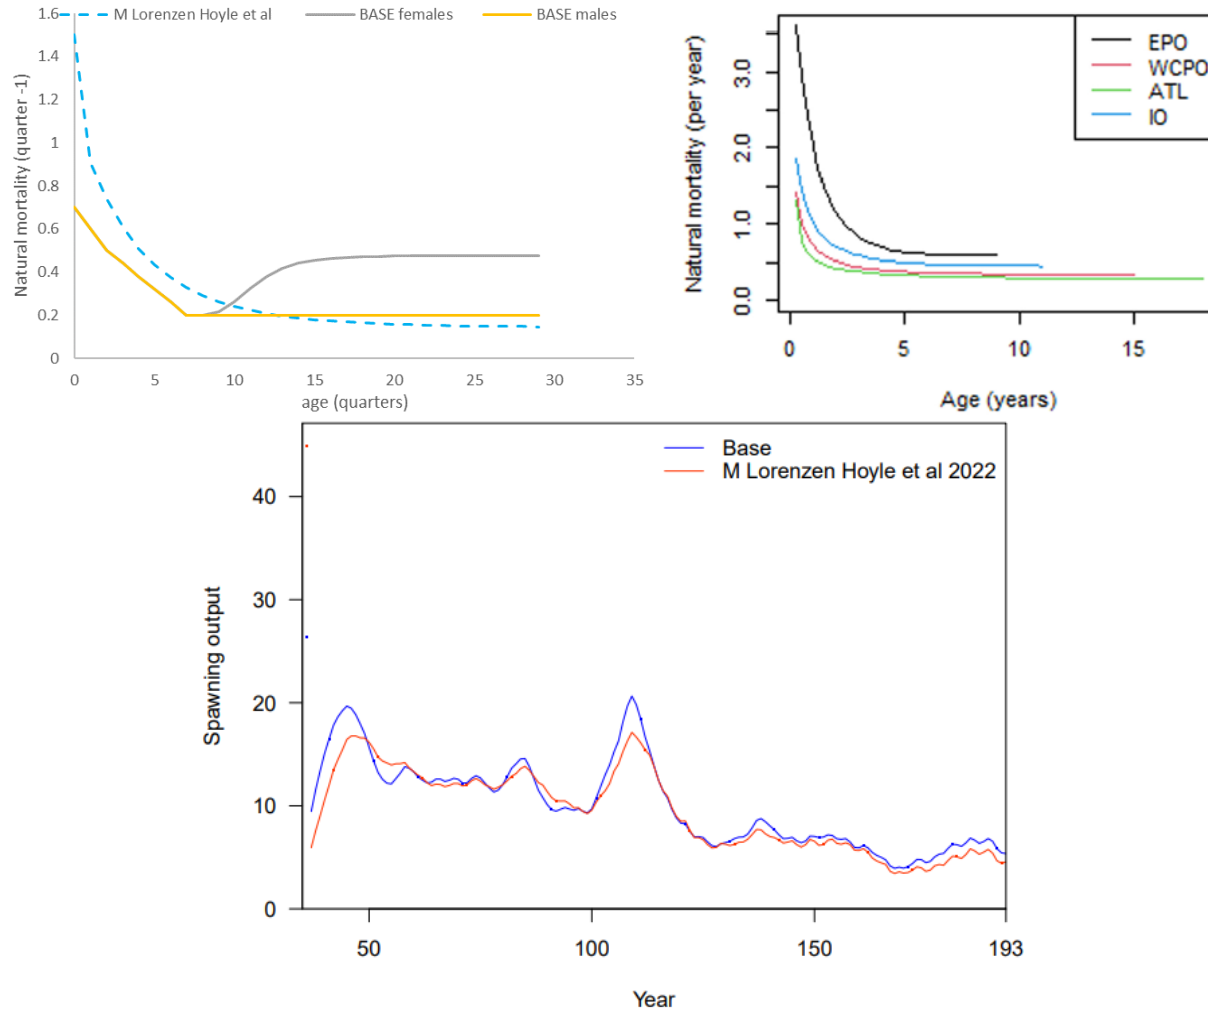 M Lorenzen Hoyle et al
BASE females
BASE males
Natural mortality (quarter -1)
1.6
1.4
1.2
1
0.8
0.6
0.4
0.2
0
0 5 10 15 20 25 30 35
age (quarters)
Natural mortality (per year)
3.0
2.0
1.0
0.0
EPO
WCPO
ATL
IO
0 5 10 15
Age (years)
Spawning output
40
30
20
10
0
Base
M Lorenzen Hoyle et al 2022
50 100 150 193
Year